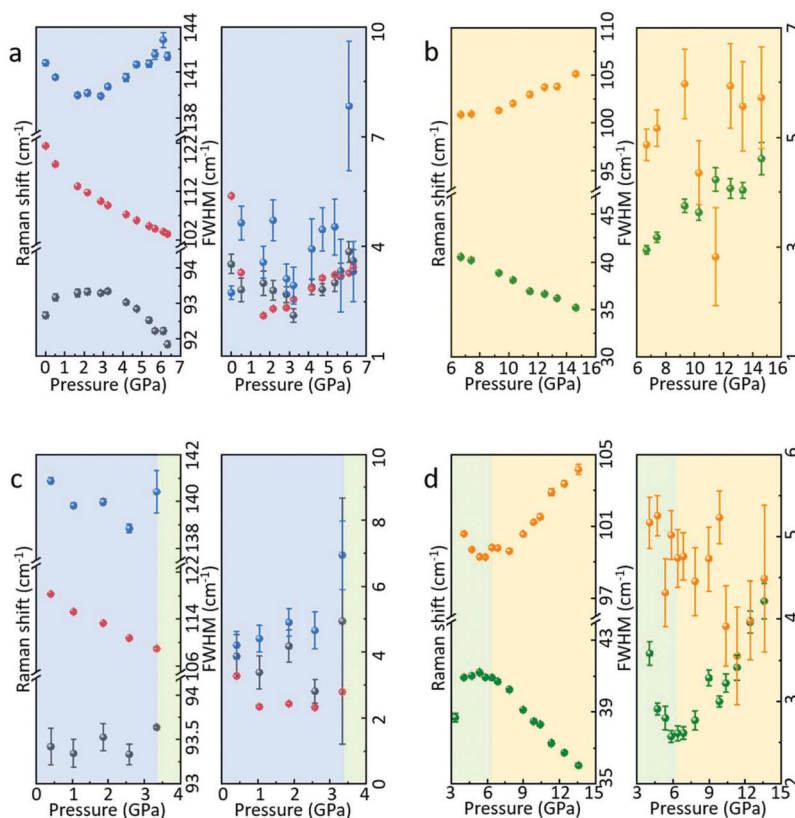 a
Raman shift (cm⁻¹)
138 141 144
102 112 122
92 93 94
0 1 2 3 4 5 6 7
Pressure (GPa)
FWHM (cm⁻¹)
1 4 7 10
0 1 2 3 4 5 6 7
Pressure (GPa)
b
Raman shift (cm⁻¹)
95 100 105 110
30 35 40 45
6 8 10 12 14 16
Pressure (GPa)
FWHM (cm⁻¹)
1 3 5 7
6 8 10 12 14 16
Pressure (GPa)
c
Raman shift (cm⁻¹)
138 140 142
106 114 122
93 93.5 94
0 1 2 3 4
Pressure (GPa)
FWHM (cm⁻¹)
0 2 4 6 8 10
0 1 2 3 4
Pressure (GPa)
d
Raman shift (cm⁻¹)
97 101 105
35 39 43
3 6 9 12 15
Pressure (GPa)
FWHM (cm⁻¹)
2 3 4 5 6
3 6 9 12 15
Pressure (GPa)